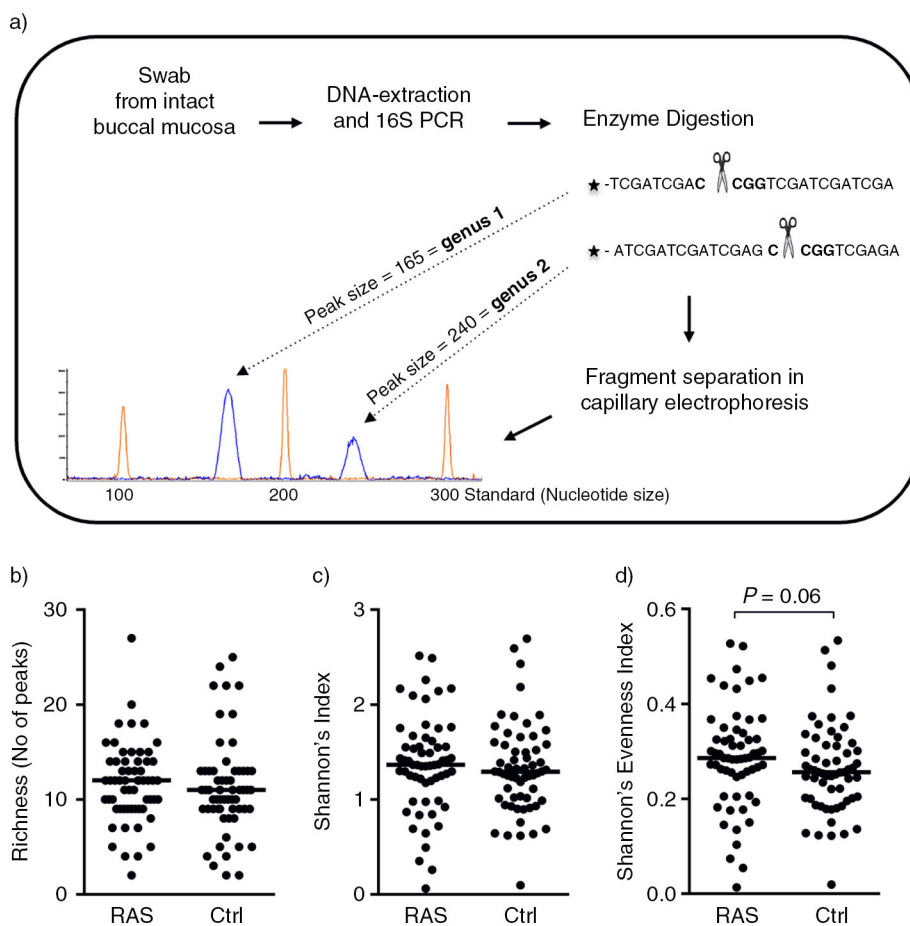 a)
Swab
from intact
buccal mucosa
DNA-extraction
and 16S PCR
Enzyme Digestion
★ -TCGATCGAC CGGTCGATCGATCGA
★ - ATCGATCGATCGAG C CGGTCGAGA
Peak size = 165 = genus 1
Peak size = 240 = genus 2
Fragment separation in
capillary electrophoresis
100 200 300 Standard (Nucleotide size)
b)
Richness (No of peaks)
30
20
10
0
RAS Ctrl
c)
Shannon's Index
3
2
1
0
RAS Ctrl
d)
P = 0.06
Shannon's Evenness Index
0.6
0.4
0.2
0.0
RAS Ctrl